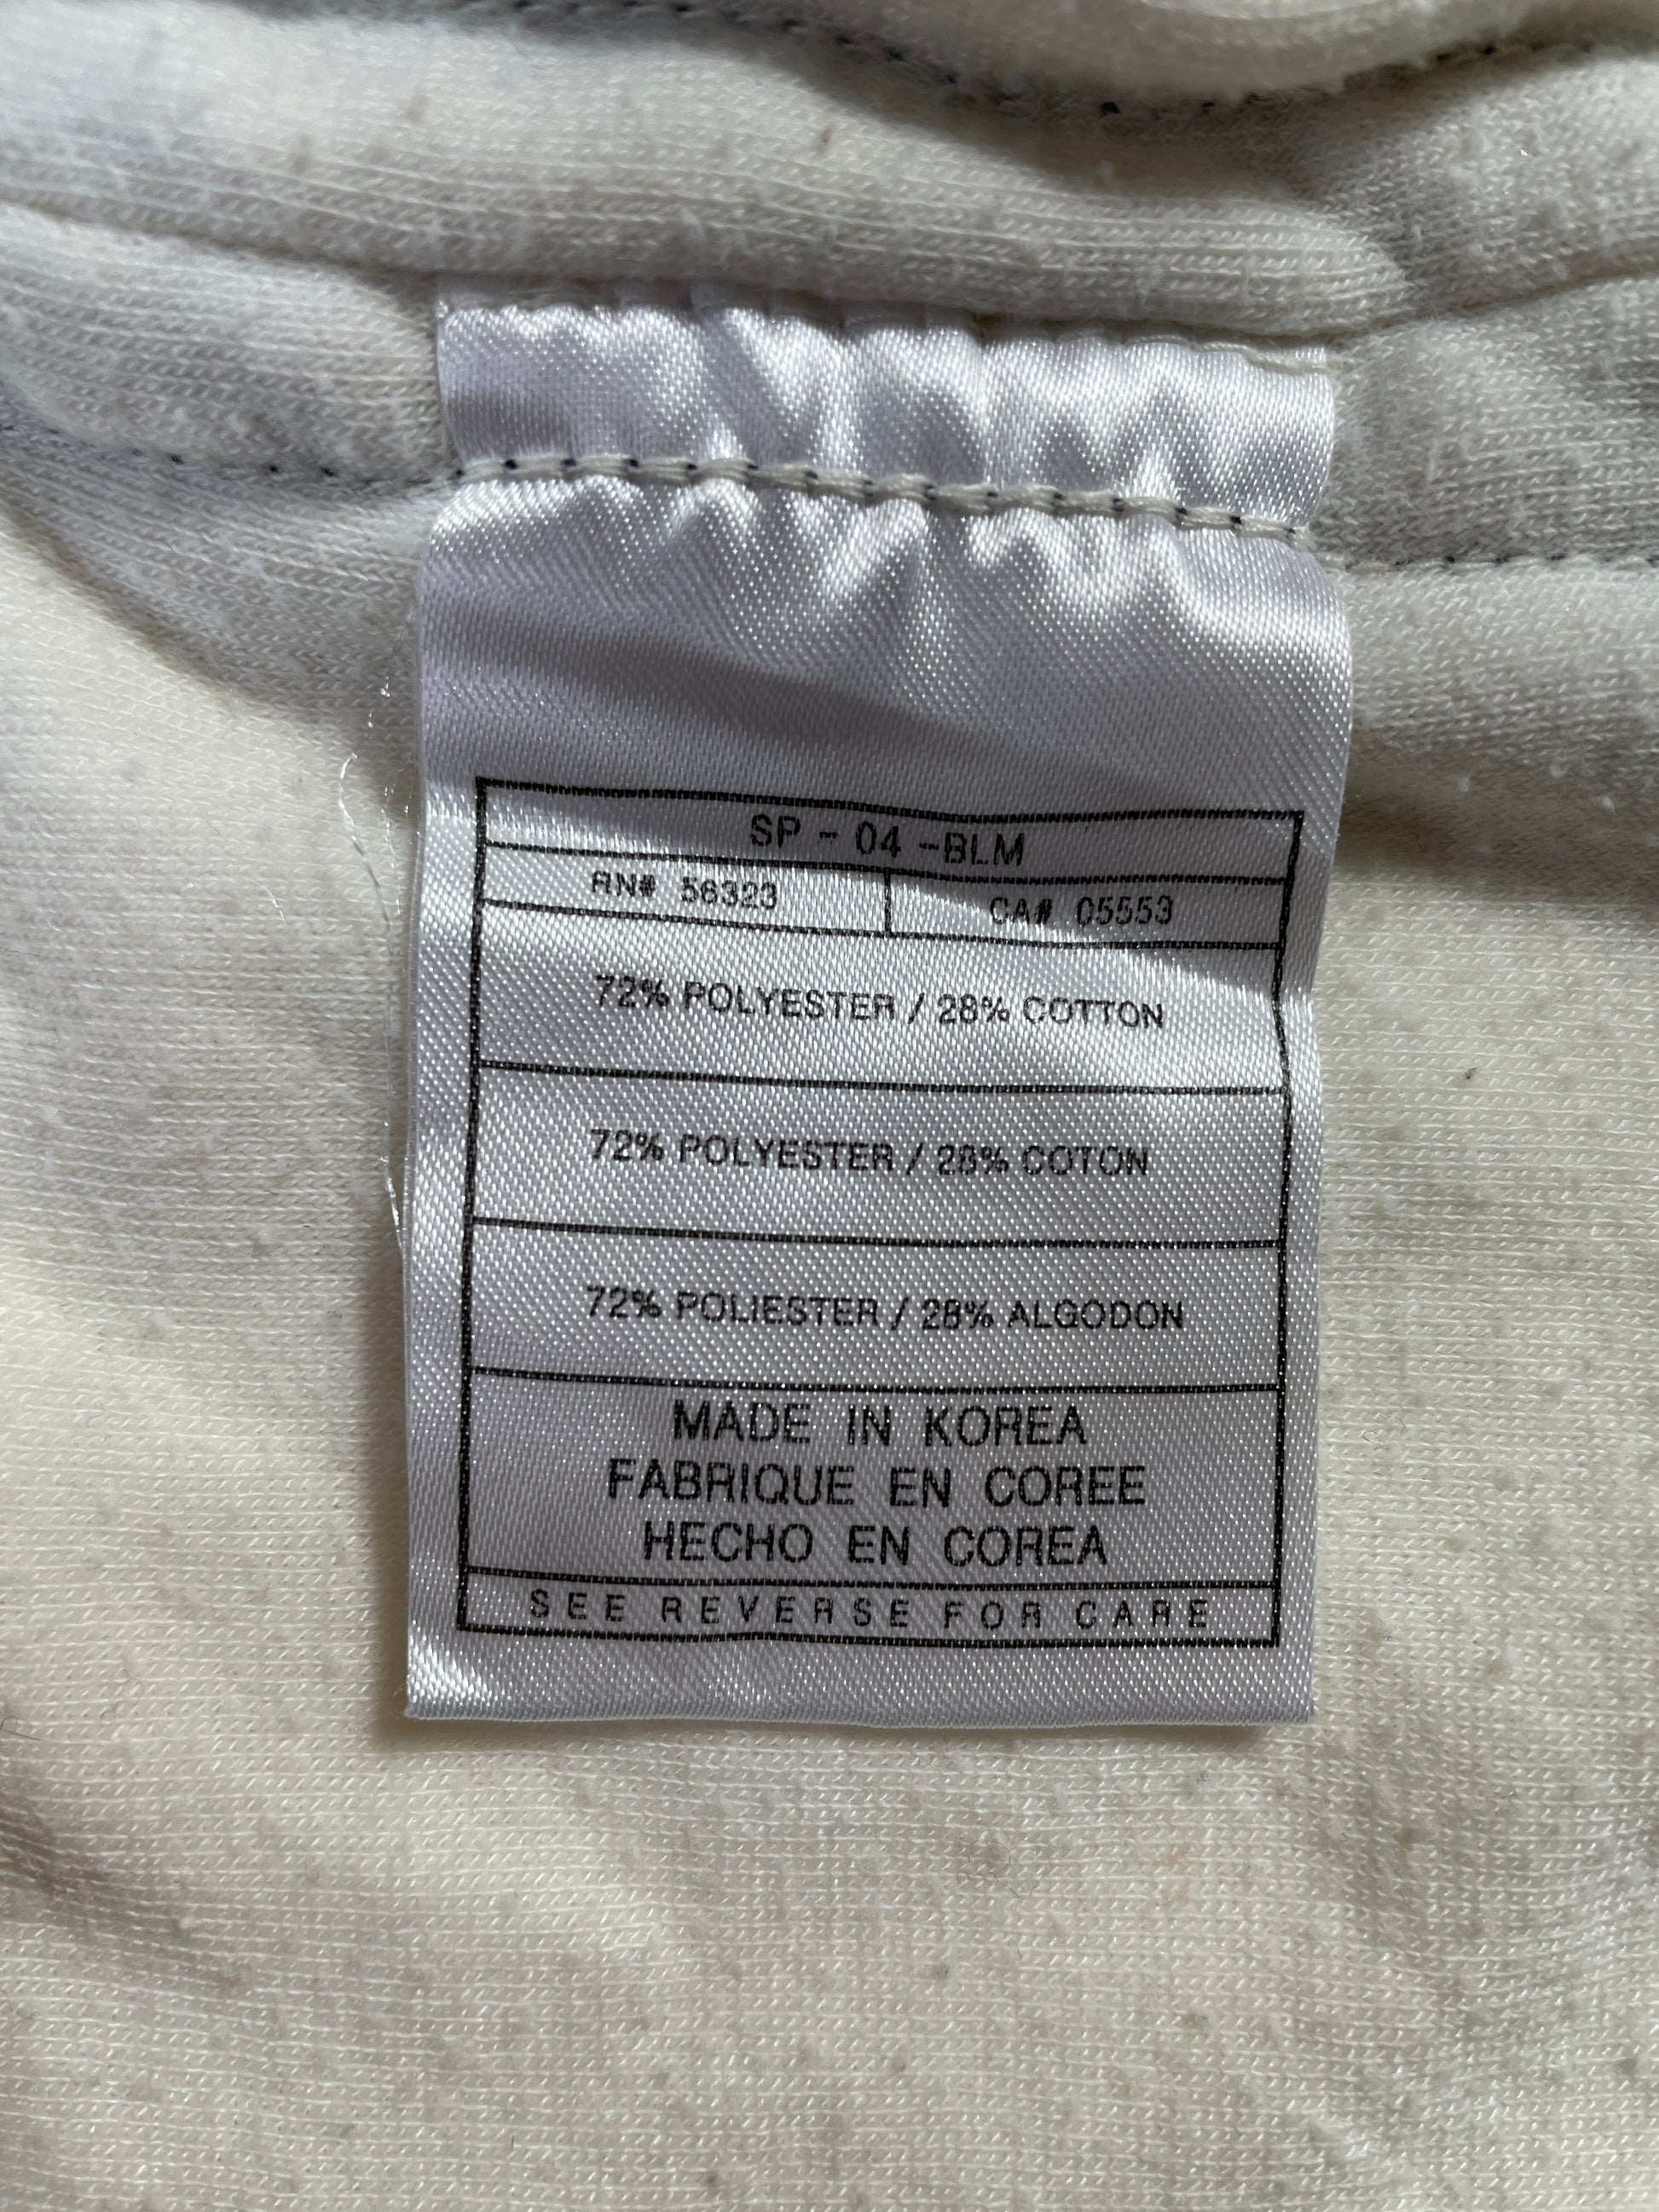 SP - 04 -BLM
RN# 56323 CA# 05553
72% POLYESTER / 28% COTTON
72% POLYESTER / 28% COTON
72% POLIESTER / 28% ALGODON
MADE IN KOREA
FABRIQUE EN COREE
HECHO EN COREA
SEE REVERSE FOR CARE